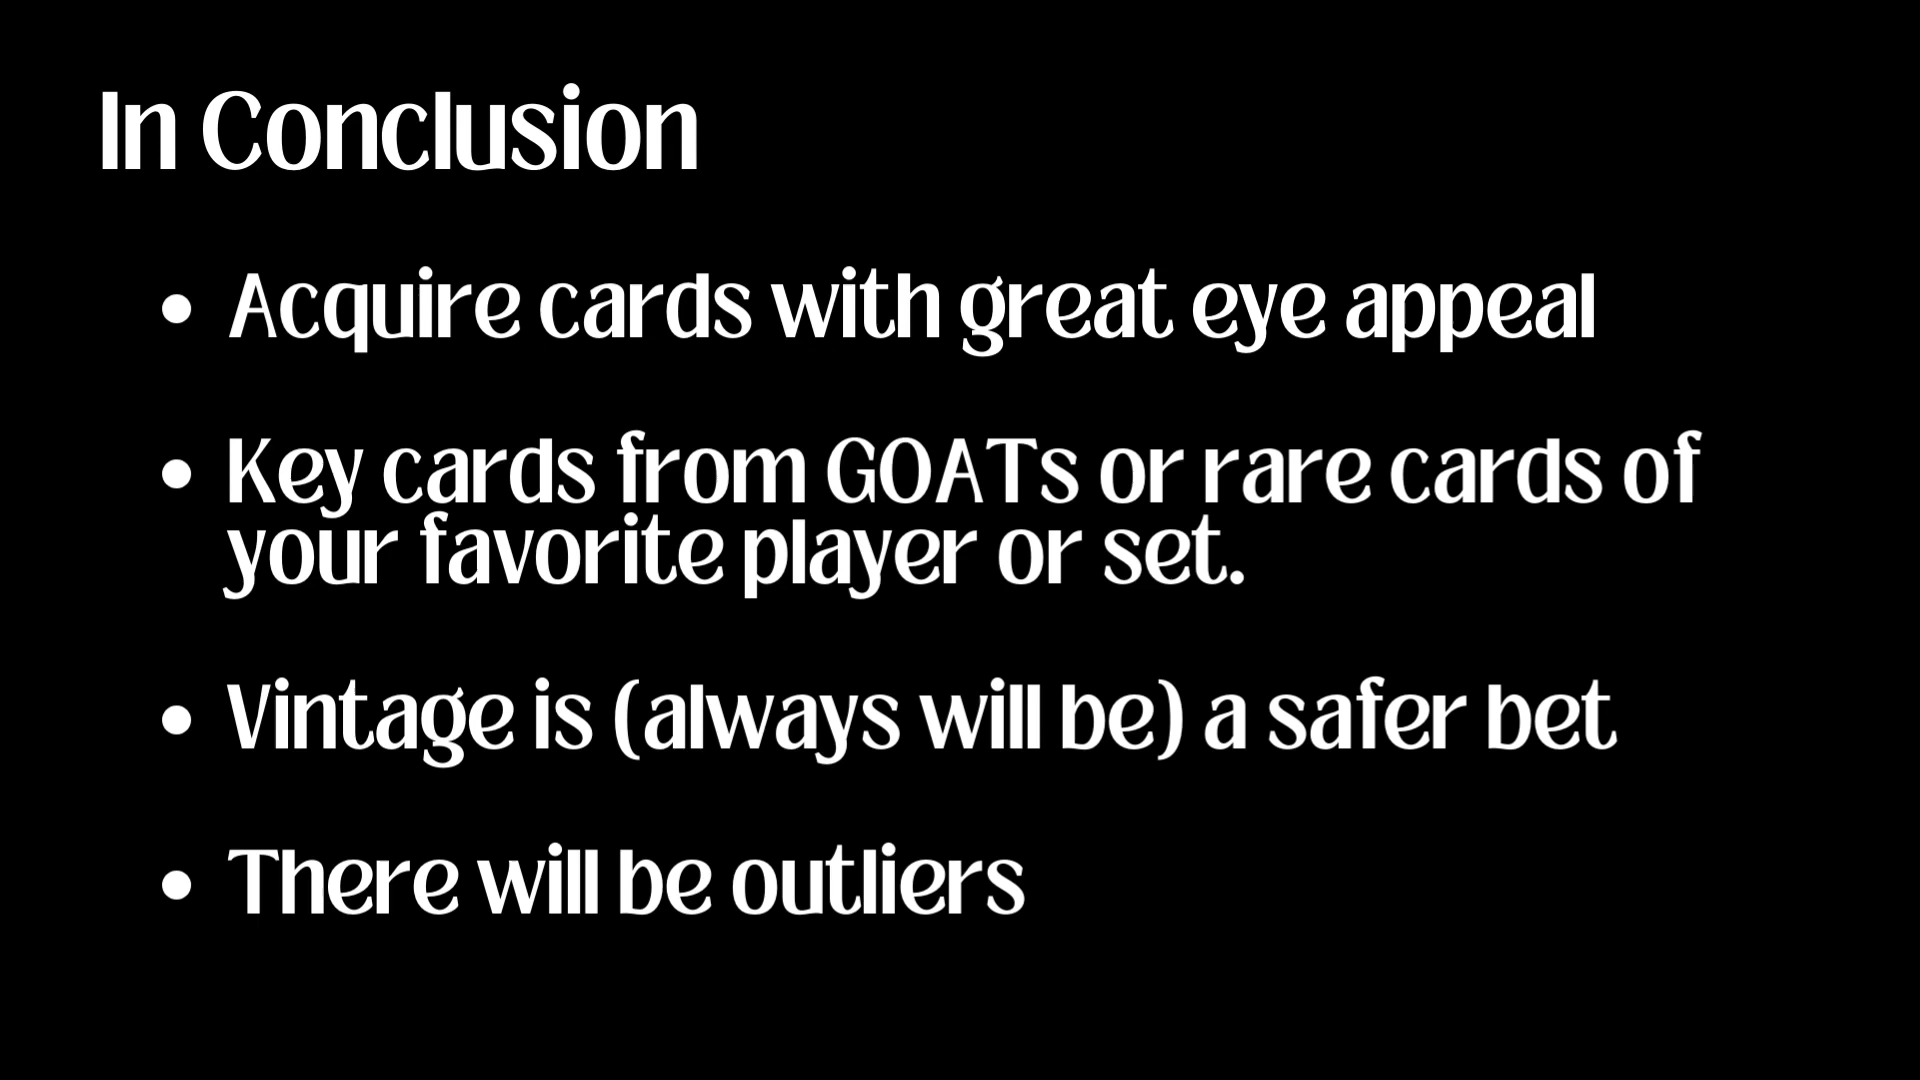 In Conclusion
• Acquire cards with great eye appeal
• Key cards from GOATs or rare cards of
your favorite player or set.
• Vintage is (always will be) a safer bet
• There will be outliers